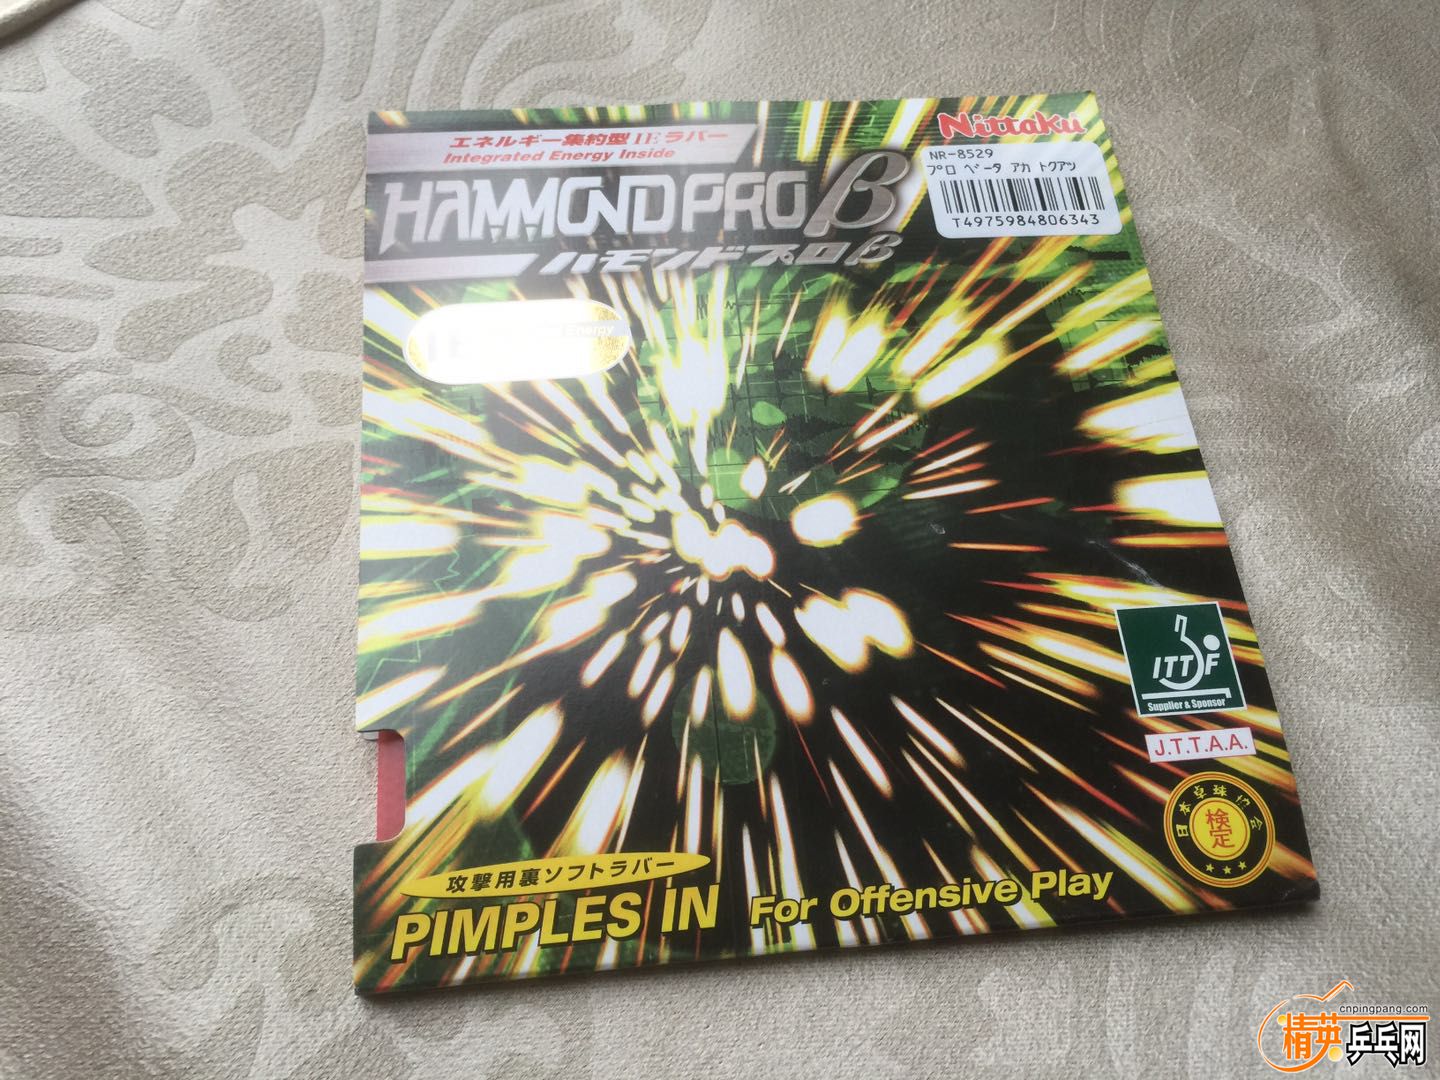 エネルギー集約型IEラバー
Integrated Energy Inside
HAMMOND PRO β
ハモンドプロβ
Nittaku
NR-8529
プロ ベータ アカ トクアツ
T4975984806343
IE
Energy
ITTF
Supplier & Sponsor
J.T.T.A.A.
日本卓球協会
検定
攻撃用裏ソフトラバー
PIMPLES IN For Offensive Play
cnpingpang.com
精英乒乓网